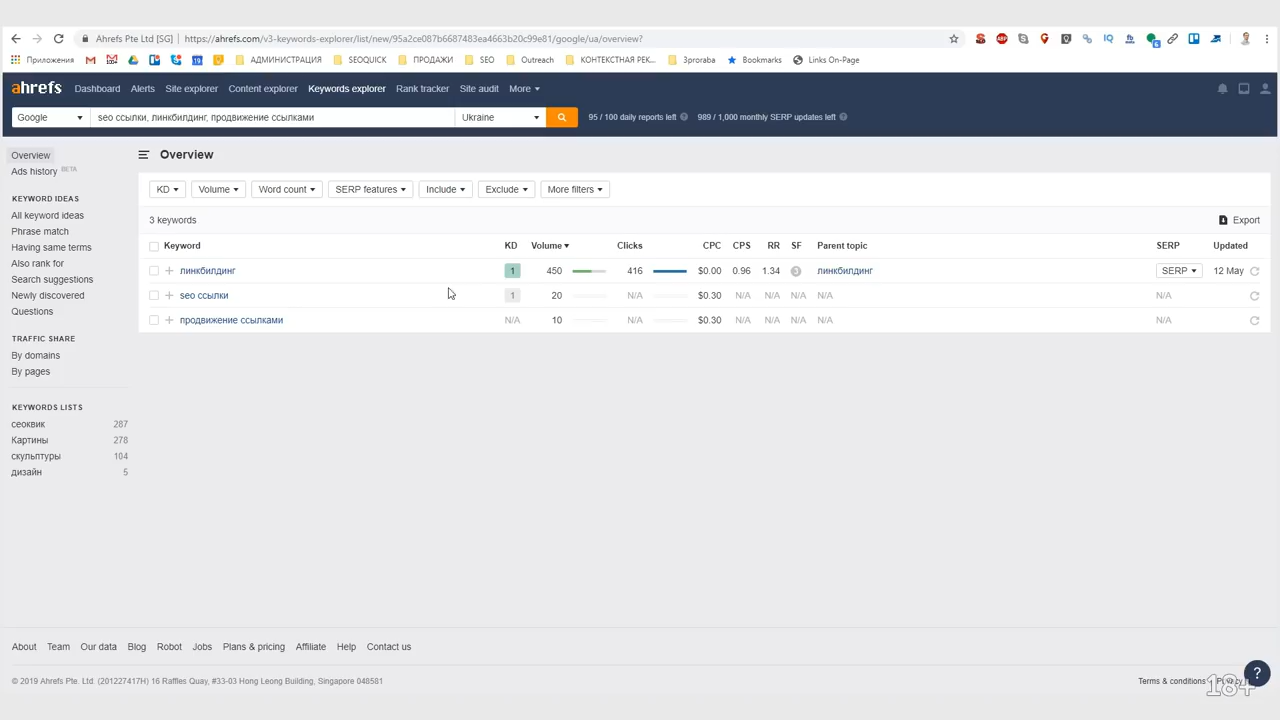 Ahrefs Pte Ltd [SG] https://ahrefs.com/v3-keywords-explorer/list/new/95a2ce087b6687483ea4663b20c99e81/google/ua/overview?
Приложения 19 АДМИНИСТРАЦИЯ SEOQUICK ПРОДАЖИ SEO Outreach КОНТЕКСТНАЯ РЕК... 3proraba Bookmarks Links On-Page
ahrefs Dashboard Alerts Site explorer Content explorer Keywords explorer Rank tracker Site audit More
Google seo ссылки, линкбилдинг, продвижение ссылками Ukraine 95 / 100 daily reports left ? 989 / 1,000 monthly SERP updates left ?
Overview
Ads history BETA
KEYWORD IDEAS
All keyword ideas
Phrase match
Having same terms
Also rank for
Search suggestions
Newly discovered
Questions
TRAFFIC SHARE
By domains
By pages
KEYWORDS LISTS
сеоквик 287
Картины 278
скульптуры 104
дизайн 5
Overview
KD Volume Word count SERP features Include Exclude More filters
3 keywords Export
Keyword KD Volume Clicks CPC CPS RR SF Parent topic SERP Updated
линкбилдинг 1 450 416 $0.00 0.96 1.34 3 линкбилдинг SERP 12 May
seo ссылки 1 20 N/A $0.30 N/A N/A N/A N/A N/A
продвижение ссылками N/A 10 N/A $0.30 N/A N/A N/A N/A N/A
About Team Our data Blog Robot Jobs Plans & pricing Affiliate Help Contact us
© 2019 Ahrefs Pte. Ltd. (201227417H) 16 Raffles Quay, #33-03 Hong Leong Building, Singapore 048581
Terms & conditions
?
18+